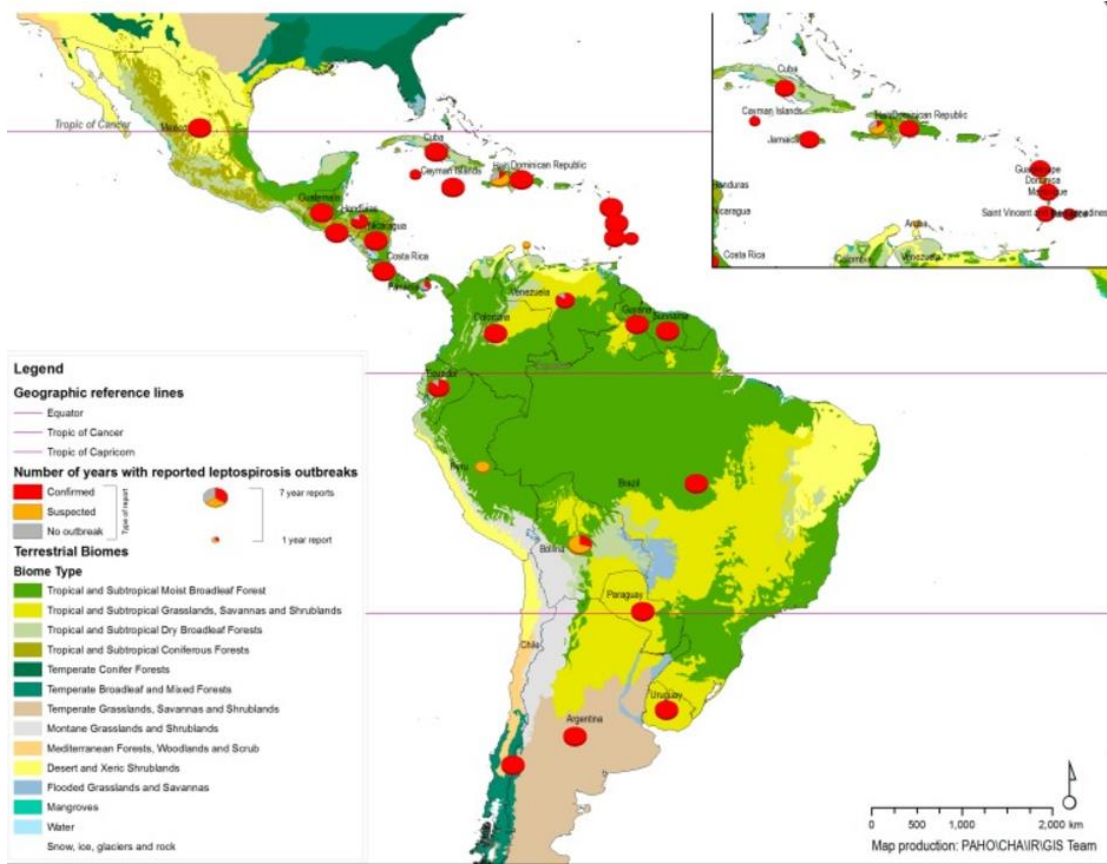 Tropic of Cancer
Mexico
Cuba
Cayman Islands
Haiti
Dominican Republic
Guatemala
Honduras
Nicaragua
Costa Rica
Panama
Venezuela
Colombia
Guyana
Suriname
Ecuador
Peru
Brazil
Bolivia
Paraguay
Chile
Uruguay
Argentina
Cuba
Cayman Islands
Haiti
Dominican Republic
Jamaica
Guadeloupe
Dominica
Martinique
Saint Vincent and
Honduras
Nicaragua
Aruba
Costa Rica
Colombia
Venezuela
Legend
Geographic reference lines
Equator
Tropic of Cancer
Tropic of Capricorn
Number of years with reported leptospirosis outbreaks
Confirmed
Suspected
No outbreak
Type of report
7 year reports
1 year report
Terrestrial Biomes
Biome Type
Tropical and Subtropical Moist Broadleaf Forest
Tropical and Subtropical Grasslands, Savannas and Shrublands
Tropical and Subtropical Dry Broadleaf Forests
Tropical and Subtropical Coniferous Forests
Temperate Conifer Forests
Temperate Broadleaf and Mixed Forests
Temperate Grasslands, Savannas and Shrublands
Montane Grasslands and Shrublands
Mediterranean Forests, Woodlands and Scrub
Desert and Xeric Shrublands
Flooded Grasslands and Savannas
Mangroves
Water
Snow, ice, glaciers and rock
0 500 1,000 2,000 km
Map production: PAHO\CHA\IR\GIS Team